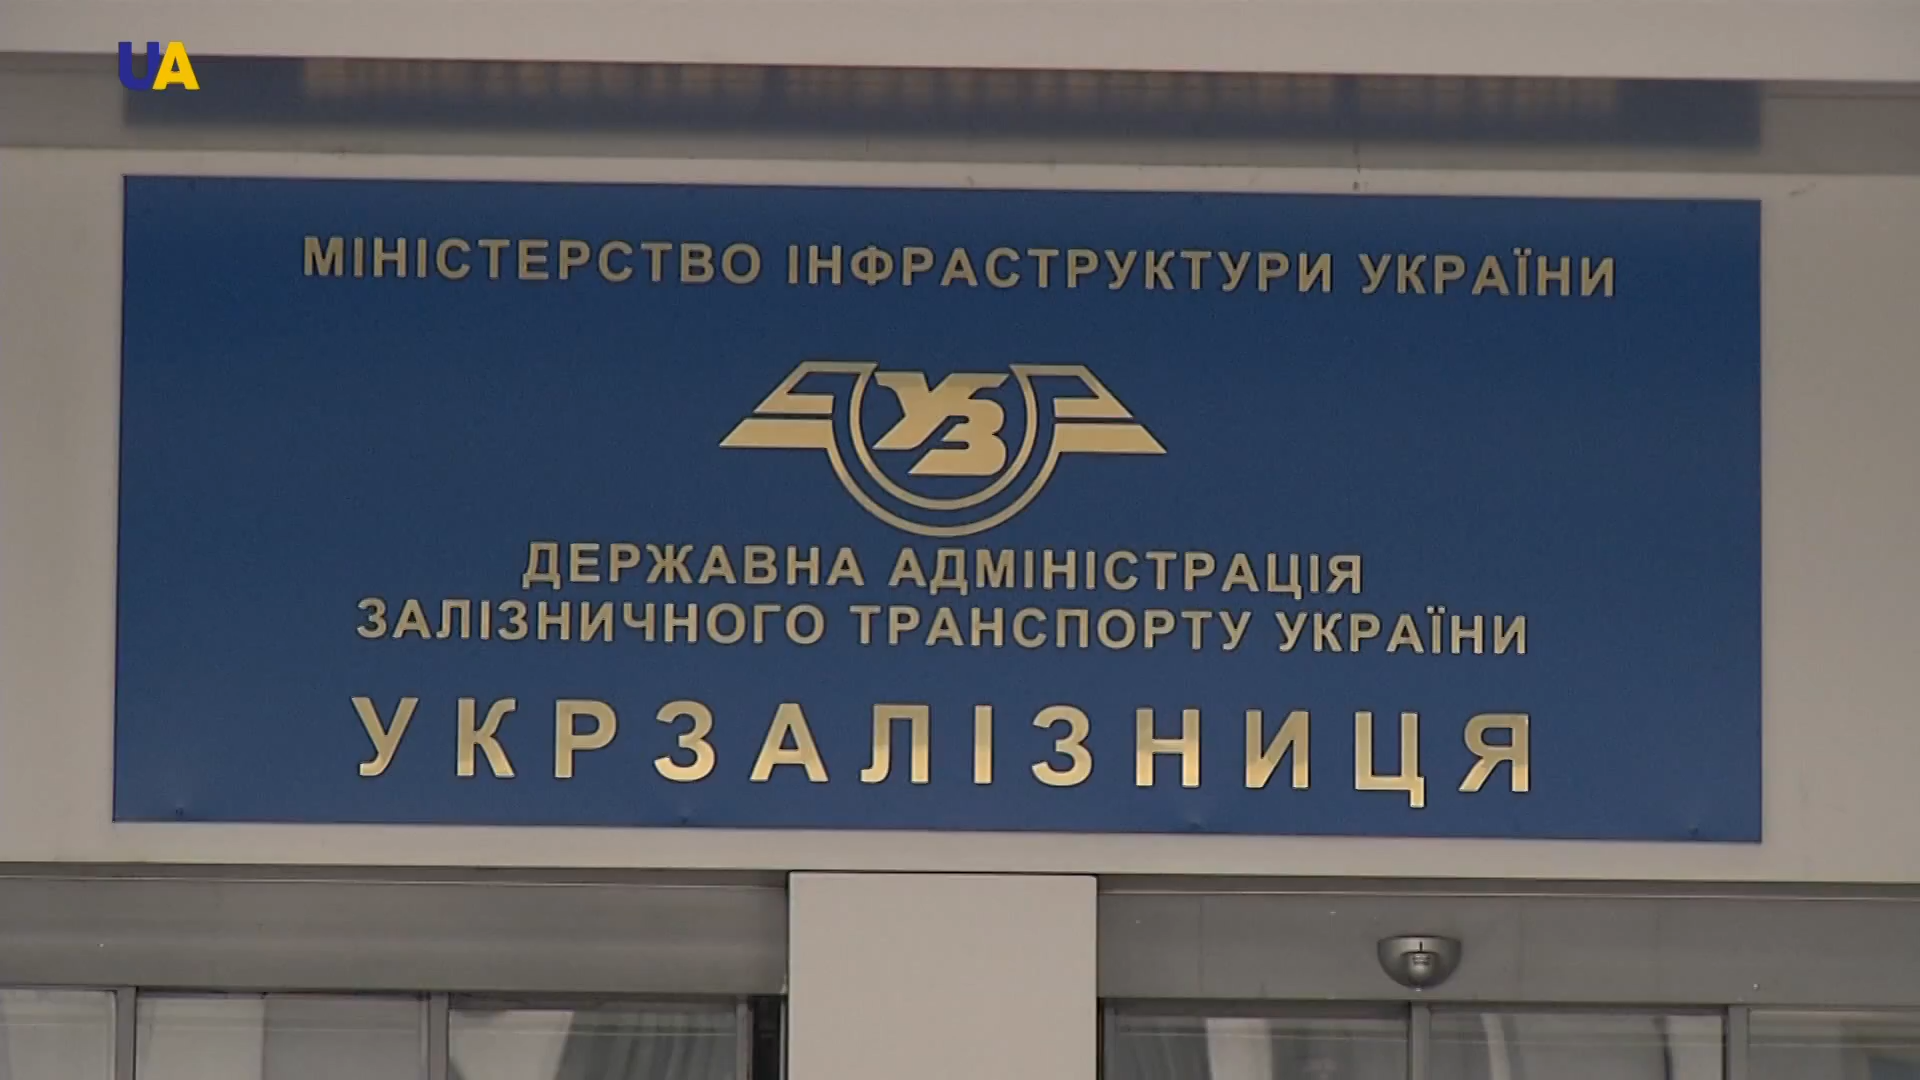 UA
МІНІСТЕРСТВО ІНФРАСТРУКТУРИ УКРАЇНИ
УЗ
ДЕРЖАВНА АДМІНІСТРАЦІЯ
ЗАЛІЗНИЧНОГО ТРАНСПОРТУ УКРАЇНИ
УКРЗАЛІЗНИЦЯ